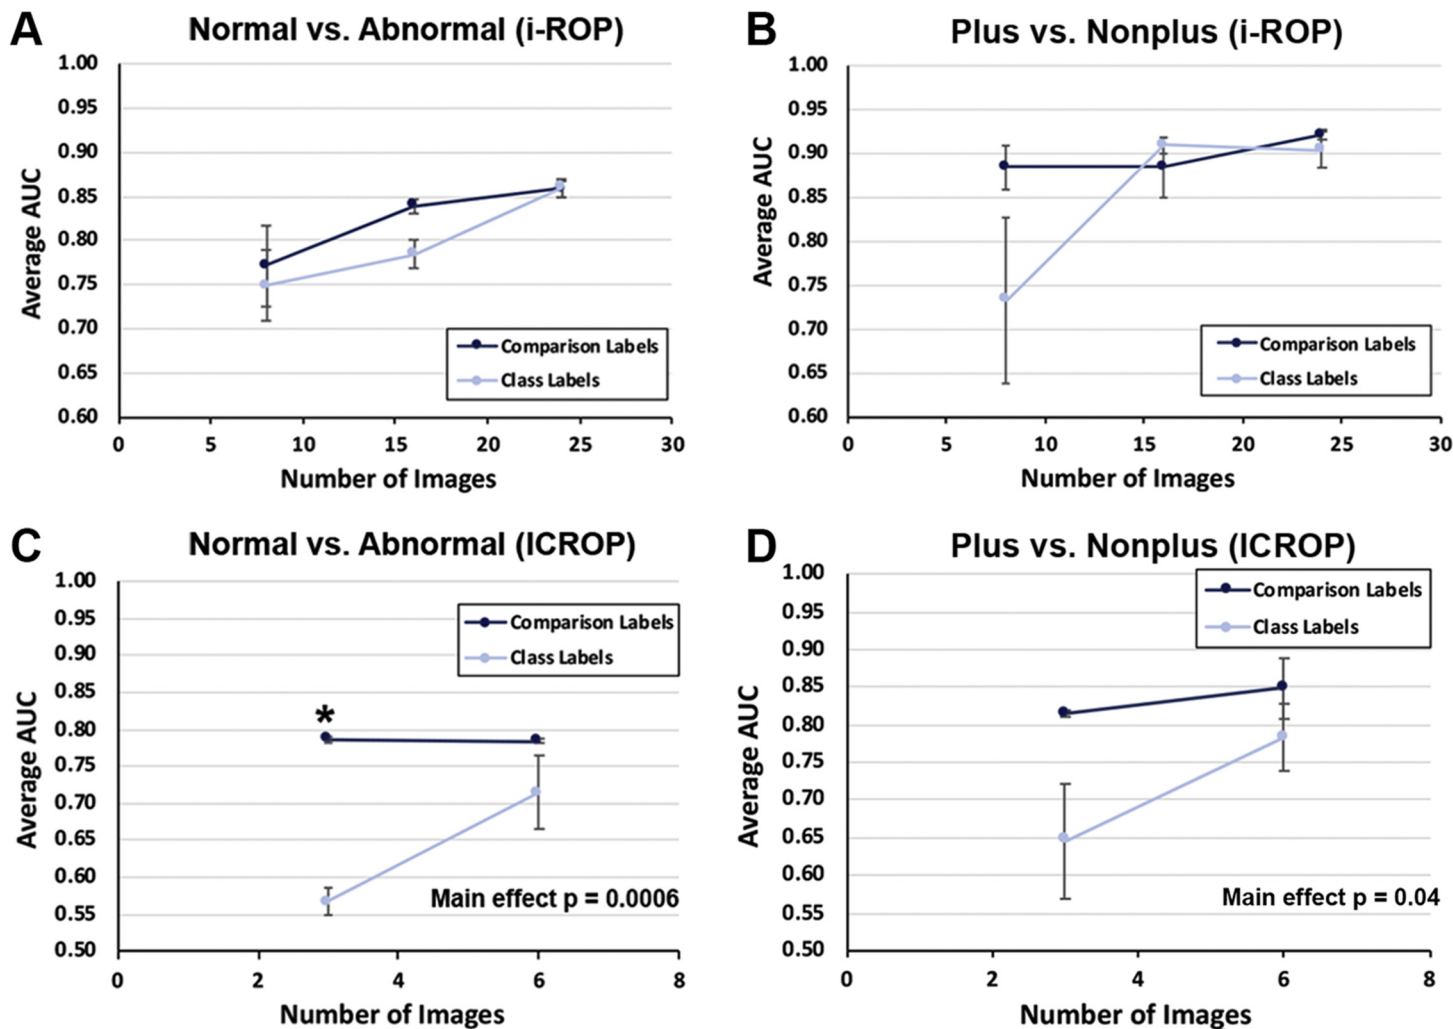 A
Normal vs. Abnormal (i-ROP)
1.00
0.95
0.90
0.85
0.80
0.75
0.70
0.65
0.60
Average AUC
Comparison Labels
Class Labels
0 5 10 15 20 25 30
Number of Images
B
Plus vs. Nonplus (i-ROP)
1.00
0.95
0.90
0.85
0.80
0.75
0.70
0.65
0.60
Average AUC
Comparison Labels
Class Labels
0 5 10 15 20 25 30
Number of Images
C
Normal vs. Abnormal (ICROP)
1.00
0.95
0.90
0.85
0.80
0.75
0.70
0.65
0.60
0.55
0.50
Average AUC
Comparison Labels
Class Labels
*
Main effect p = 0.0006
0 2 4 6 8
Number of Images
D
Plus vs. Nonplus (ICROP)
1.00
0.95
0.90
0.85
0.80
0.75
0.70
0.65
0.60
0.55
0.50
Average AUC
Comparison Labels
Class Labels
Main effect p = 0.04
0 2 4 6 8
Number of Images